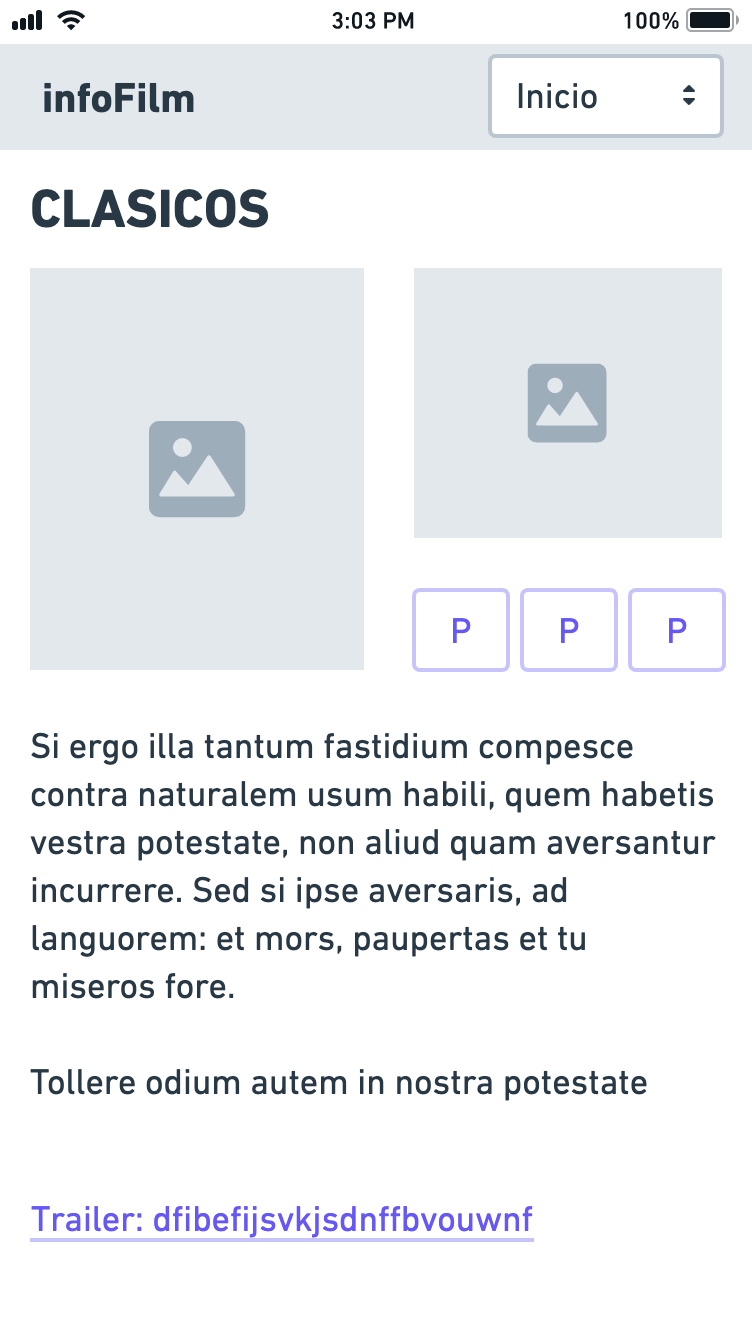 3:03 PM
100%
infoFilm
Inicio
CLASICOS
P P P
Si ergo illa tantum fastidium compesce
contra naturalem usum habili, quem habetis
vestra potestate, non aliud quam aversantur
incurrere. Sed si ipse aversaris, ad
languorem: et mors, paupertas et tu
miseros fore.
Tollere odium autem in nostra potestate
Trailer: dfibefijsvkjsdnffbvouwnf